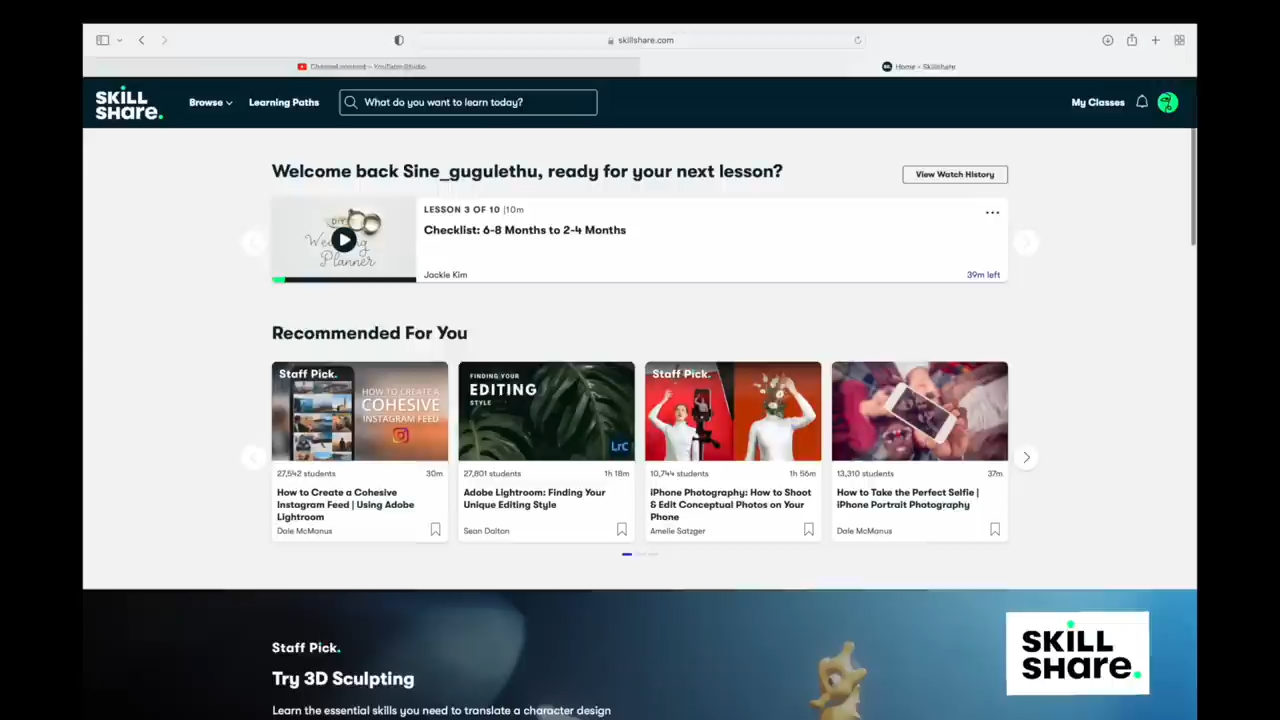 skillshare.com
Channel content - YouTube Studio
Home - Skillshare
SKILL
SHARE.
Browse
Learning Paths
What do you want to learn today?
My Classes
Welcome back Sine_gugulethu, ready for your next lesson?
View Watch History
DIY
Wedding
Planner
LESSON 3 OF 10 |10m
Checklist: 6-8 Months to 2-4 Months
Jackie Kim
39m left
Recommended For You
Staff Pick.
HOW TO CREATE A
COHESIVE
INSTAGRAM FEED
27,542 students
30m
How to Create a Cohesive
Instagram Feed | Using Adobe
Lightroom
Dale McManus
FINDING YOUR
EDITING
STYLE
LrC
27,801 students
1h 18m
Adobe Lightroom: Finding Your
Unique Editing Style
Sean Dalton
Staff Pick.
10,744 students
1h 56m
iPhone Photography: How to Shoot
& Edit Conceptual Photos on Your
Phone
Amelie Satzger
13,310 students
37m
How to Take the Perfect Selfie |
iPhone Portrait Photography
Dale McManus
Staff Pick.
Try 3D Sculpting
Learn the essential skills you need to translate a character design
SKILL
SHARE.